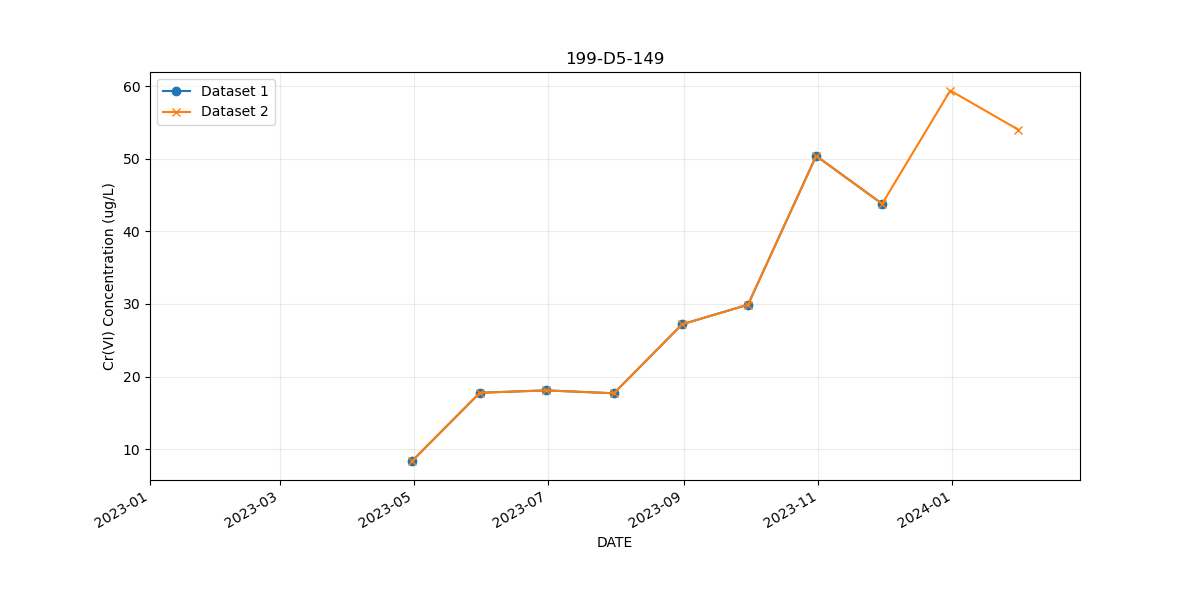 199-D5-149
Dataset 1
Dataset 2
Cr(VI) Concentration (ug/L)
60
50
40
30
20
10
2023-01
2023-03
2023-05
2023-07
2023-09
2023-11
2024-01
DATE